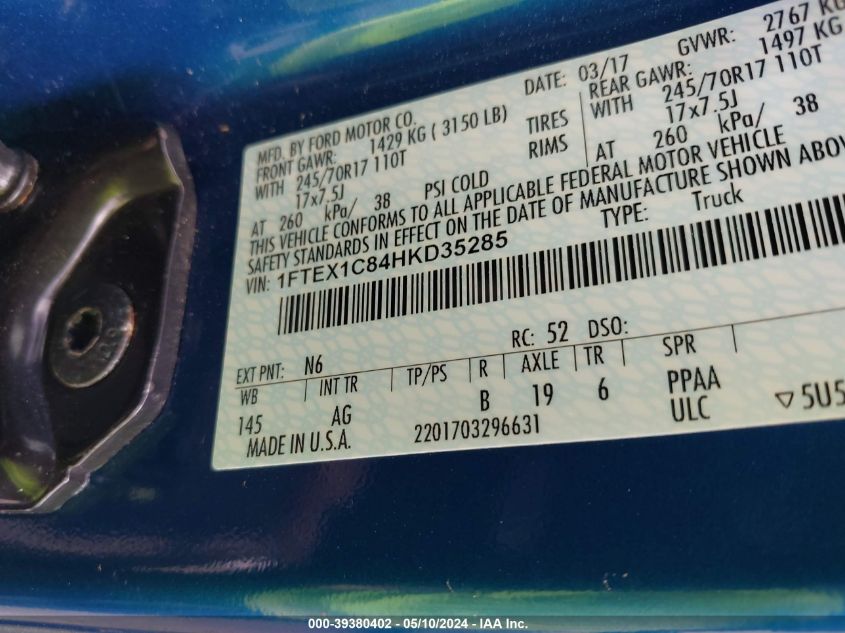 MFD. BY FORD MOTOR CO.
DATE: 03/17 GVWR: 2767 KG
FRONT GAWR: 1429 KG ( 3150 LB) REAR GAWR: 1497 KG
WITH 245/70R17 110T TIRES WITH 245/70R17 110T
17x7.5J RIMS 17x7.5J
AT 260 kPa/ 38 PSI COLD AT 260 kPa/ 38
THIS VEHICLE CONFORMS TO ALL APPLICABLE FEDERAL MOTOR VEHICLE
SAFETY STANDARDS IN EFFECT ON THE DATE OF MANUFACTURE SHOWN ABOVE
VIN: 1FTEX1C84HKD35285 TYPE: Truck
EXT PNT: N6 RC: 52 DSO:
WB INT TR TP/PS R AXLE TR SPR
145 AG B 19 6 PPAA
MADE IN U.S.A. 2201703296631 ULC ▽5U5
000-39380402 - 05/10/2024 - IAA Inc.